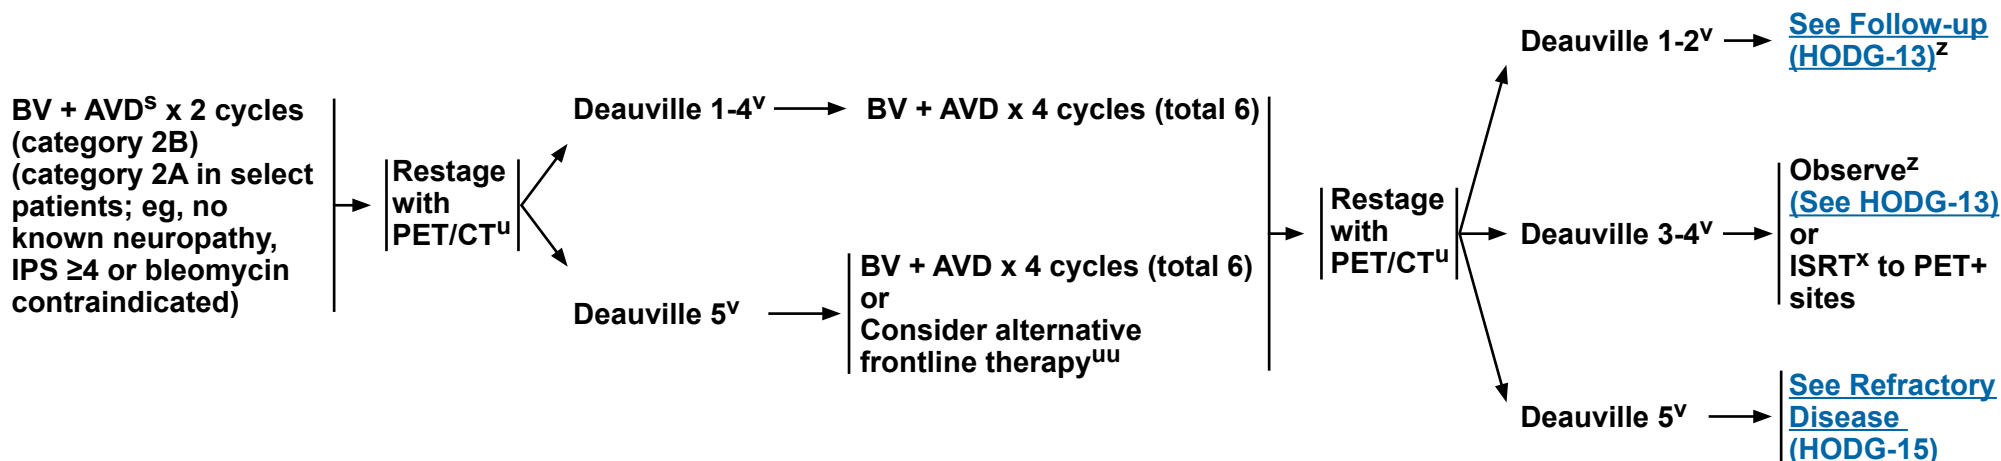 BV + AVDs x 2 cycles
(category 2B)
(category 2A in select
patients; eg, no
known neuropathy,
IPS ≥4 or bleomycin
contraindicated)
Restage
with
PET/CTu
Deauville 1-4v
BV + AVD x 4 cycles (total 6)
Deauville 5v
BV + AVD x 4 cycles (total 6)
or
Consider alternative
frontline therapyuu
Restage
with
PET/CTu
Deauville 1-2v
See Follow-up
(HODG-13)z
Deauville 3-4v
Observez
(See HODG-13)
or
ISRTx to PET+
sites
Deauville 5v
See Refractory
Disease
(HODG-15)